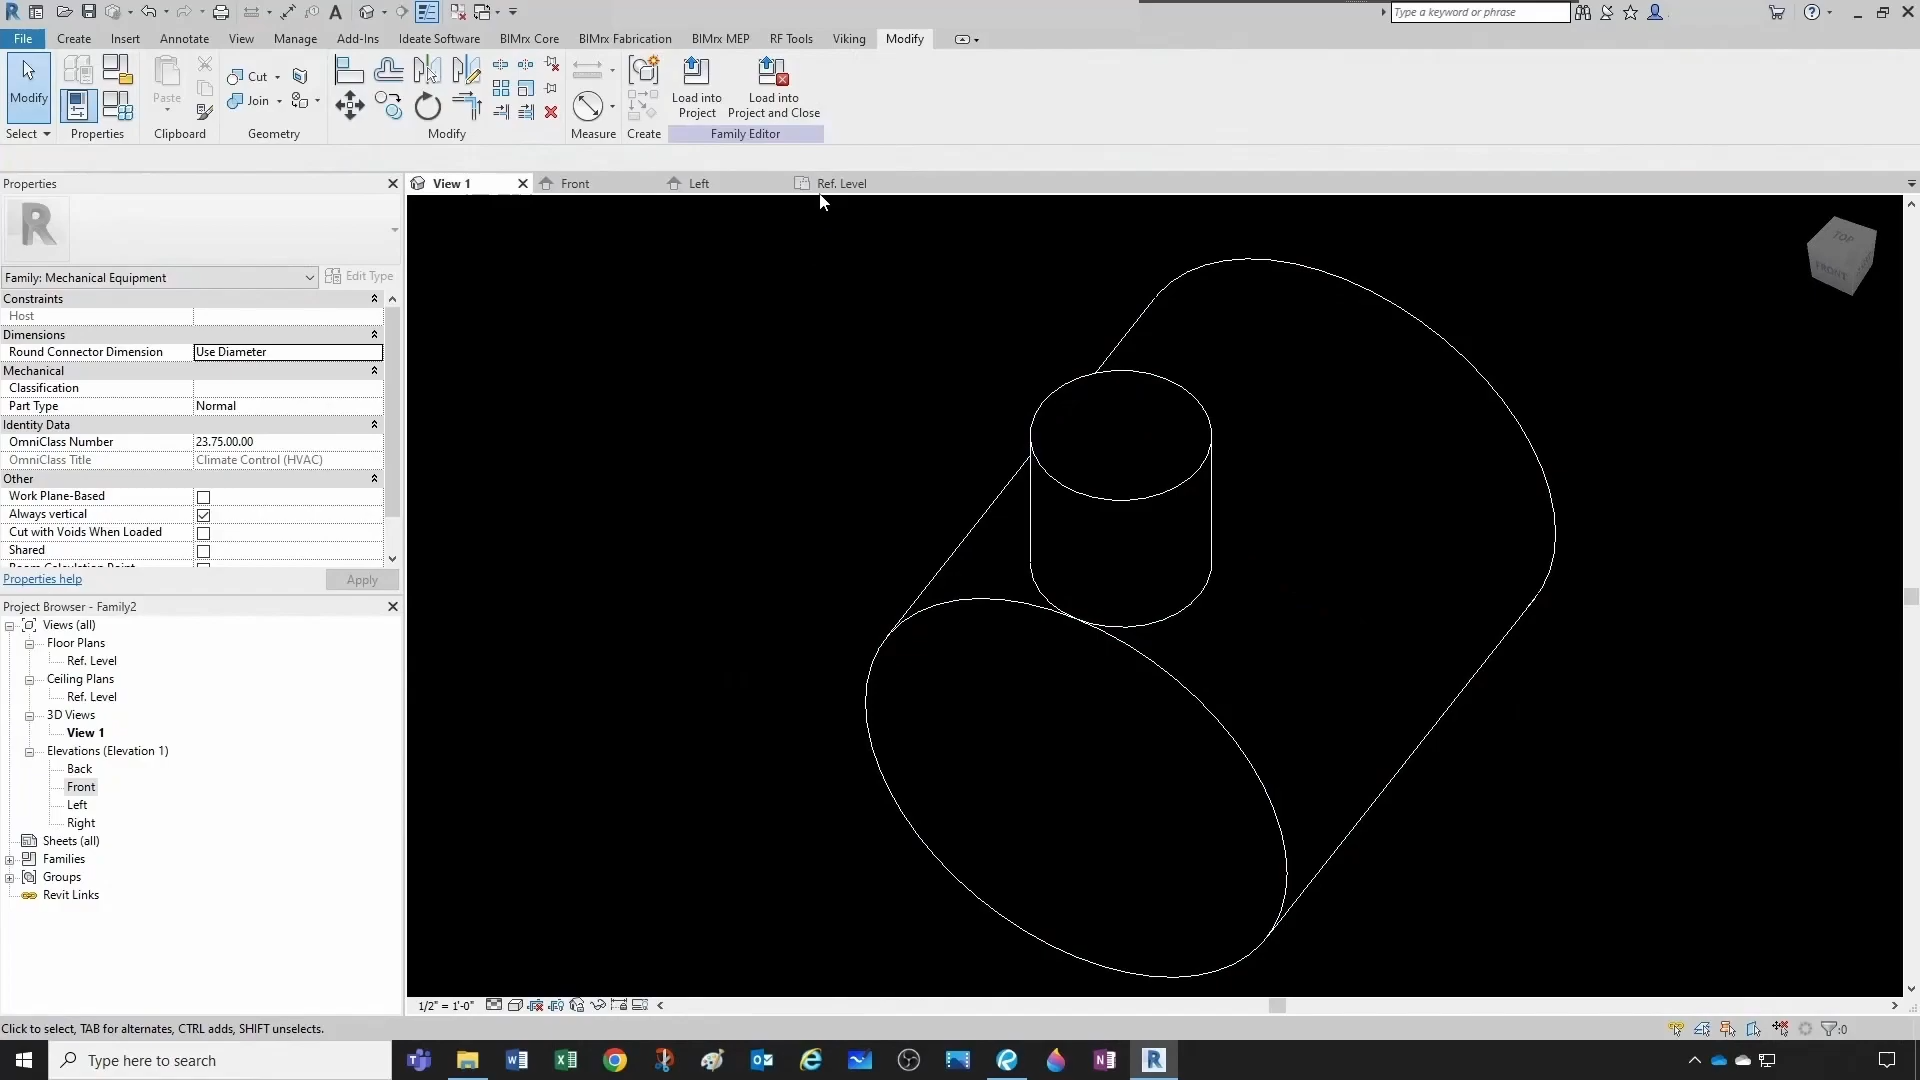 Type a keyword or phrase
File Create Insert Annotate View Manage Add-Ins Ideate Software BIMrx Core BIMrx Fabrication BIMrx MEP RF Tools Viking Modify
Modify Paste Cut Join Load into Project Load into Project and Close
Select Properties Clipboard Geometry Modify Measure Create Family Editor
Properties
View 1 Front Left Ref. Level
Family: Mechanical Equipment Edit Type
Constraints
Host
Dimensions
Round Connector Dimension Use Diameter
Mechanical
Classification
Part Type Normal
Identity Data
OmniClass Number 23.75.00.00
OmniClass Title Climate Control (HVAC)
Other
Work Plane-Based
Always vertical
Cut with Voids When Loaded
Shared
Properties help Apply
Project Browser - Family2
Views (all)
Floor Plans
Ref. Level
Ceiling Plans
Ref. Level
3D Views
View 1
Elevations (Elevation 1)
Back
Front
Left
Right
Sheets (all)
Families
Groups
Revit Links
TOP
FRONT
1/2" = 1'-0"
Click to select, TAB for alternates, CTRL adds, SHIFT unselects.
:0
Type here to search